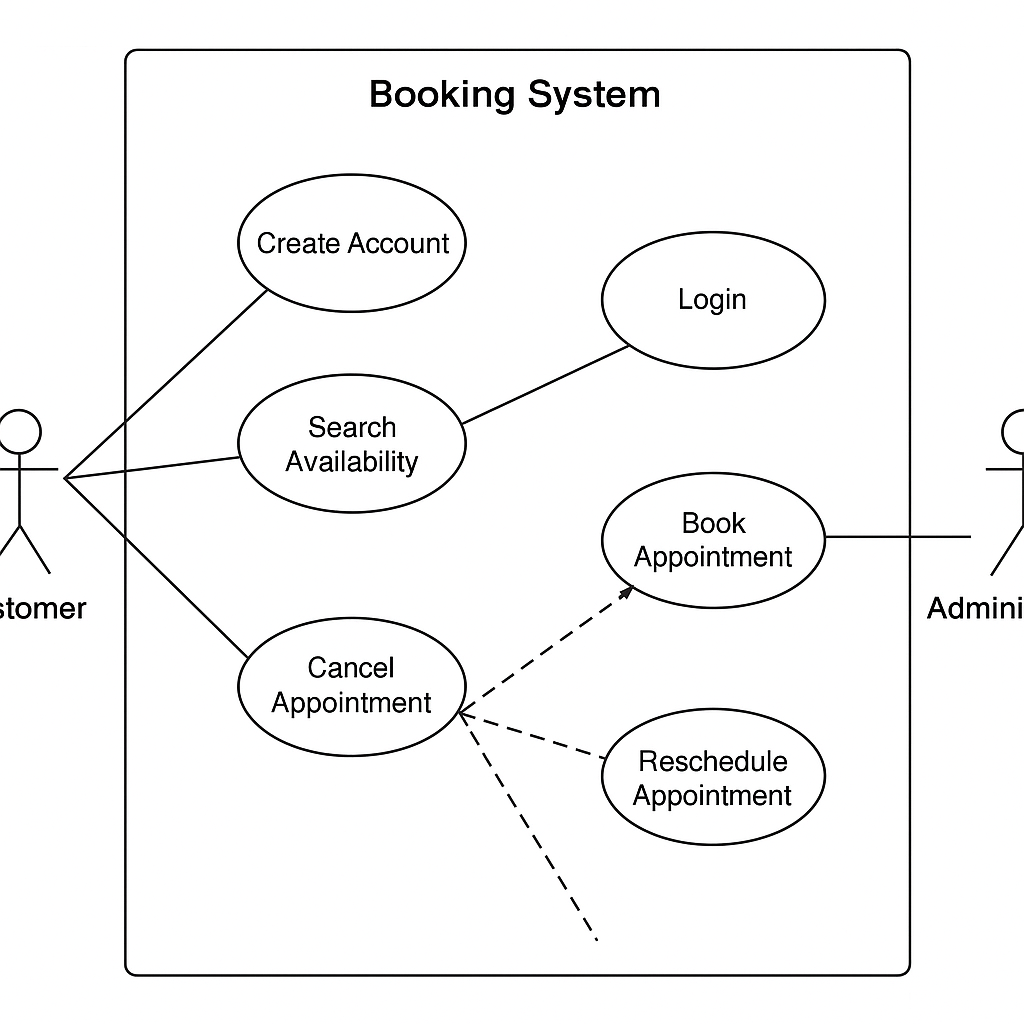 Booking System
Create Account
Login
Search
Availability
Book
Appointment
stomer
Admini
Cancel
Appointment
Reschedule
Appointment